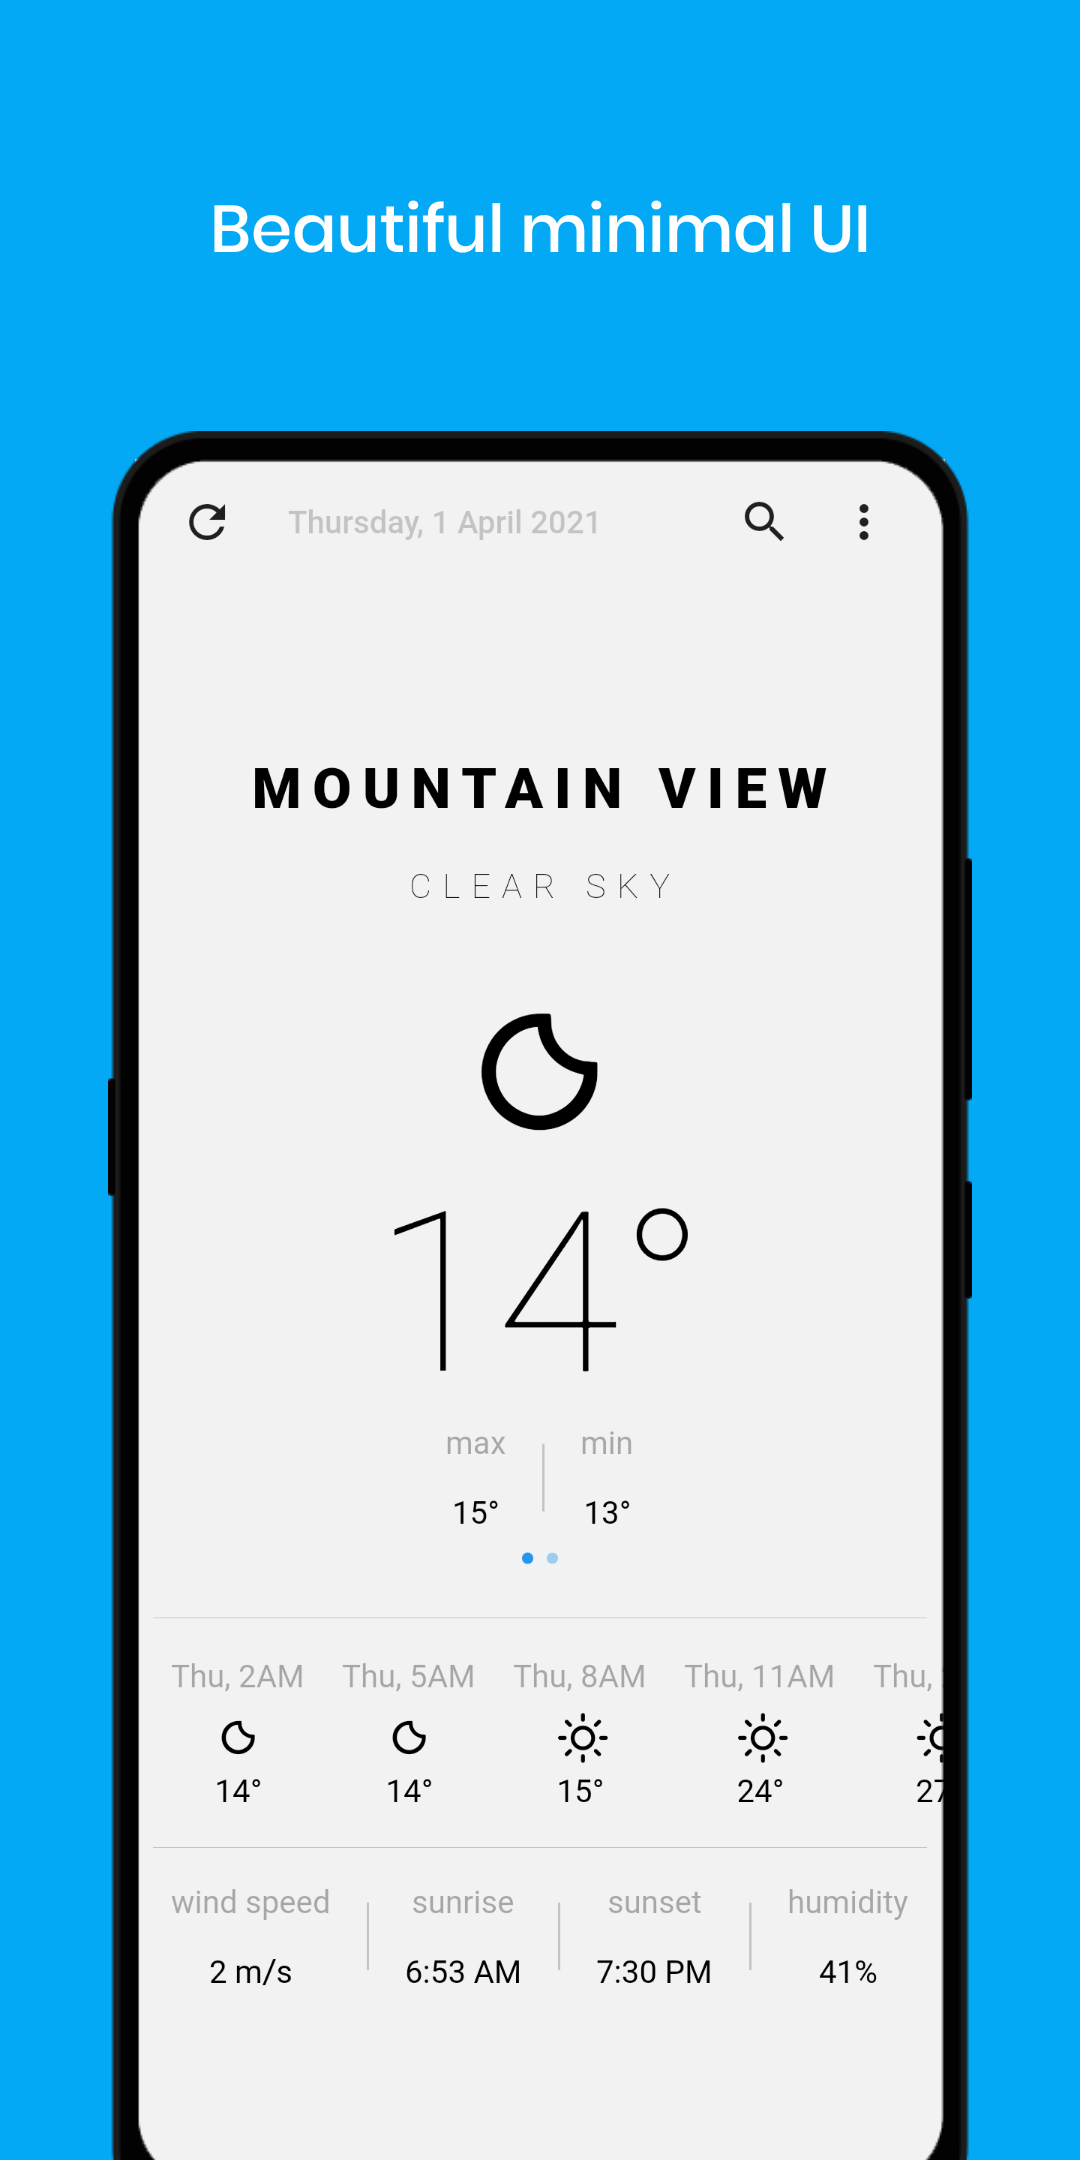 Beautiful minimal UI
Thursday, 1 April 2021
MOUNTAIN VIEW
CLEAR SKY
14°
max min
15° 13°
Thu, 2AM Thu, 5AM Thu, 8AM Thu, 11AM Thu,
14° 14° 15° 24° 27
wind speed sunrise sunset humidity
2 m/s 6:53 AM 7:30 PM 41%